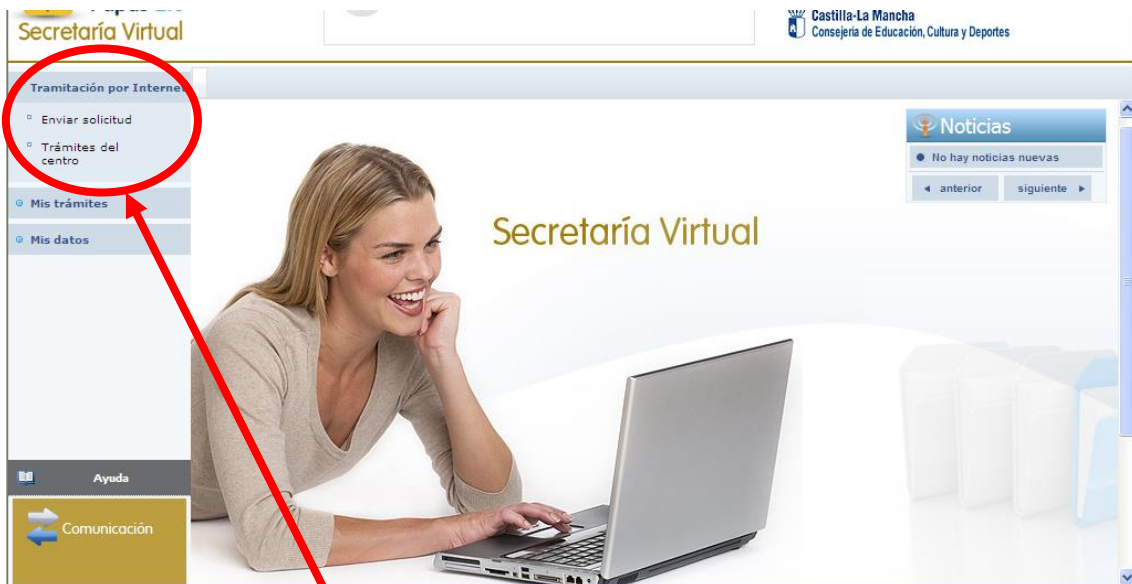 Secretaría Virtual
Castilla-La Mancha
Consejería de Educación, Cultura y Deportes
Tramitación por Internet
Enviar solicitud
Trámites del
centro
Mis trámites
Mis datos
Noticias
No hay noticias nuevas
anterior siguiente
Secretaría Virtual
Ayuda
Comunicación